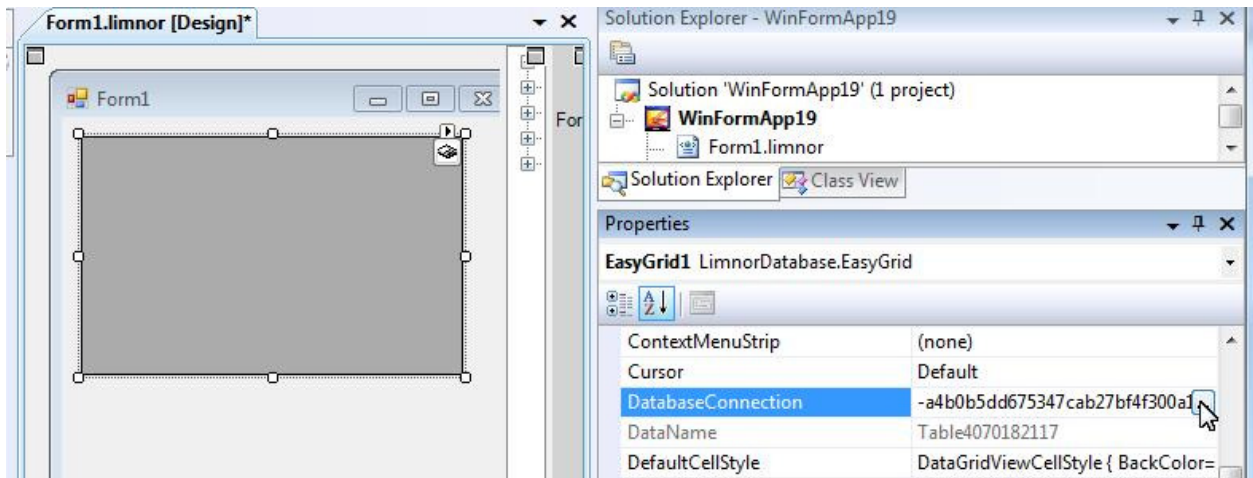 Form1.limnor [Design]*
Form1
For
Solution Explorer - WinFormApp19
Solution 'WinFormApp19' (1 project)
WinFormApp19
Form1.limnor
Solution Explorer Class View
Properties
EasyGrid1 LimnorDatabase.EasyGrid
ContextMenuStrip (none)
Cursor Default
DatabaseConnection -a4b0b5dd675347cab27bf4f300a1
DataName Table4070182117
DefaultCellStyle DataGridViewCellStyle { BackColor=